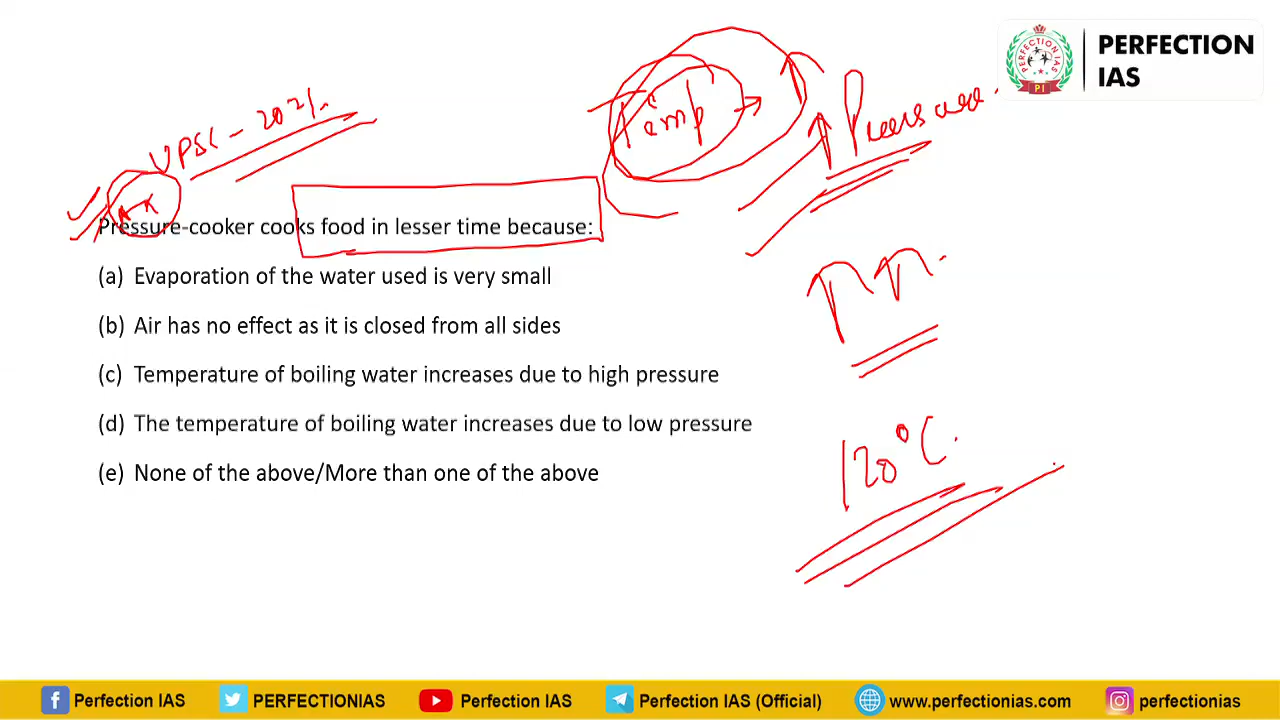 PERFECTION
IAS
PERFECTION IAS
PI
UPSC - 2021.
Temp → ↑
↑ Pressure.
Pressure-cooker cooks food in lesser time because:
(a) Evaporation of the water used is very small
(b) Air has no effect as it is closed from all sides
(c) Temperature of boiling water increases due to high pressure
(d) The temperature of boiling water increases due to low pressure
(e) None of the above/More than one of the above
120°C.
Perfection IAS
PERFECTIONIAS
Perfection IAS
Perfection IAS (Official)
www.perfectionias.com
perfectionias